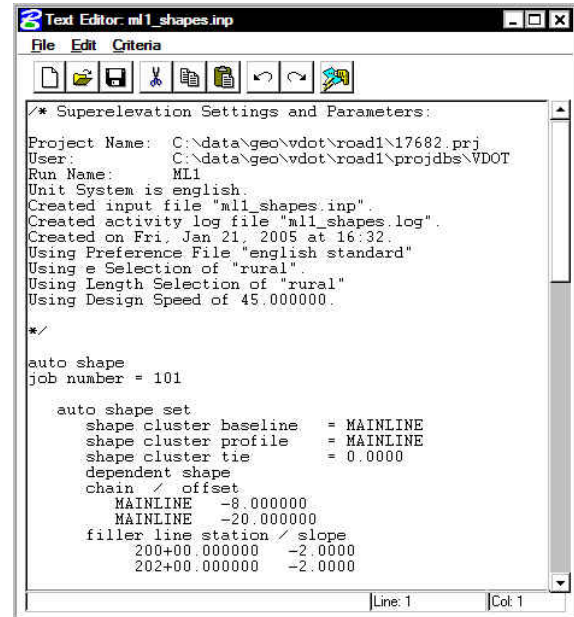 Text Editor: ml1_shapes.inp
File Edit Criteria
/* Superelevation Settings and Parameters:
Project Name: C:\data\geo\vdot\road1\17682.prj
User: C:\data\geo\vdot\road1\projdbs\VDOT
Run Name: ML1
Unit System is english.
Created input file "ml1_shapes.inp".
Created activity log file "ml1_shapes.log".
Created on Fri, Jan 21, 2005 at 16:32.
Using Preference File "english standard"
Using e Selection of "rural".
Using Length Selection of "rural"
Using Design Speed of 45.000000.
*/
auto shape
job number = 101
auto shape set
shape cluster baseline = MAINLINE
shape cluster profile = MAINLINE
shape cluster tie = 0.0000
dependent shape
chain / offset
MAINLINE -8.000000
MAINLINE -20.000000
filler line station / slope
200+00.000000 -2.0000
202+00.000000 -2.0000
Line: 1 Col: 1